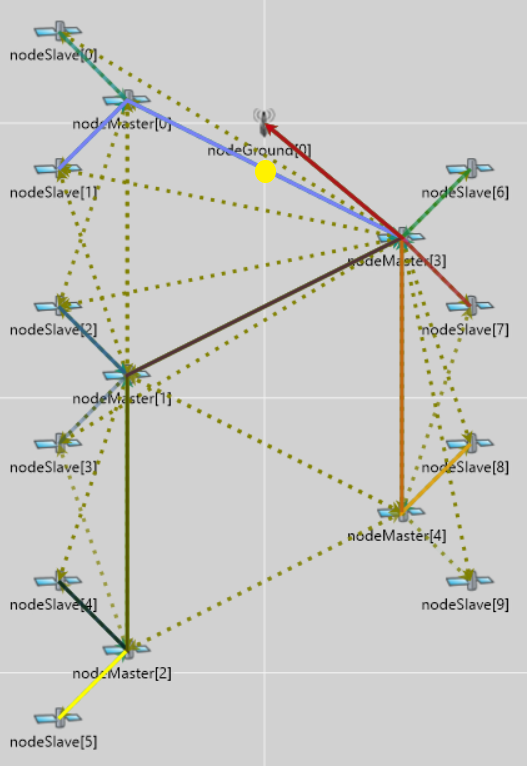 nodeSlave[0]
nodeMaster[0]
nodeGround[0]
nodeSlave[1]
nodeSlave[6]
nodeMaster[3]
nodeSlave[2]
nodeSlave[7]
nodeMaster[1]
nodeSlave[3]
nodeSlave[8]
nodeMaster[4]
nodeSlave[4]
nodeSlave[9]
nodeMaster[2]
nodeSlave[5]